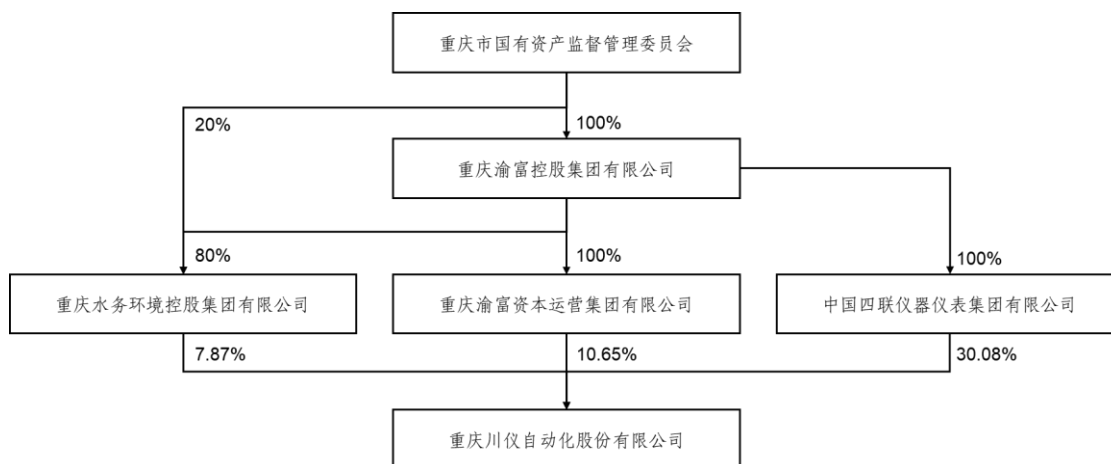 重庆市国有资产监督管理委员会
20%
100%
重庆渝富控股集团有限公司
80%
100%
100%
重庆水务环境控股集团有限公司
重庆渝富资本运营集团有限公司
中国四联仪器仪表集团有限公司
7.87%
10.65%
30.08%
重庆川仪自动化股份有限公司